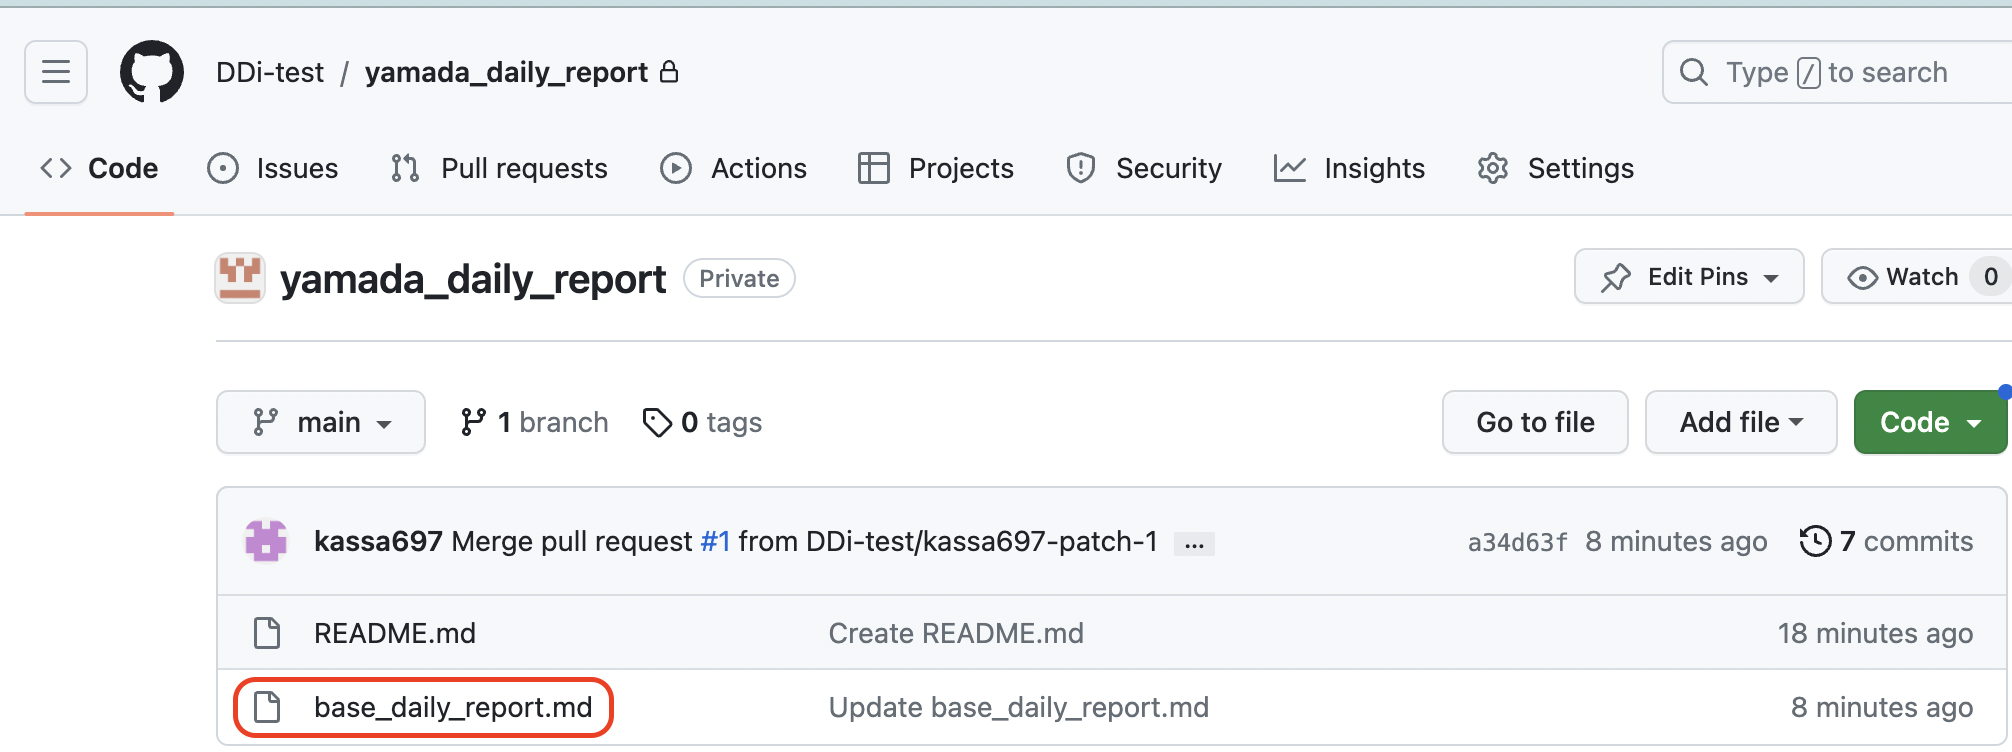 DDi-test / yamada_daily_report
Type / to search
Code Issues Pull requests Actions Projects Security Insights Settings
yamada_daily_report Private
Edit Pins Watch 0
main 1 branch 0 tags
Go to file Add file Code
kassa697 Merge pull request #1 from DDi-test/kassa697-patch-1 ... a34d63f 8 minutes ago 7 commits
README.md Create README.md 18 minutes ago
base_daily_report.md Update base_daily_report.md 8 minutes ago